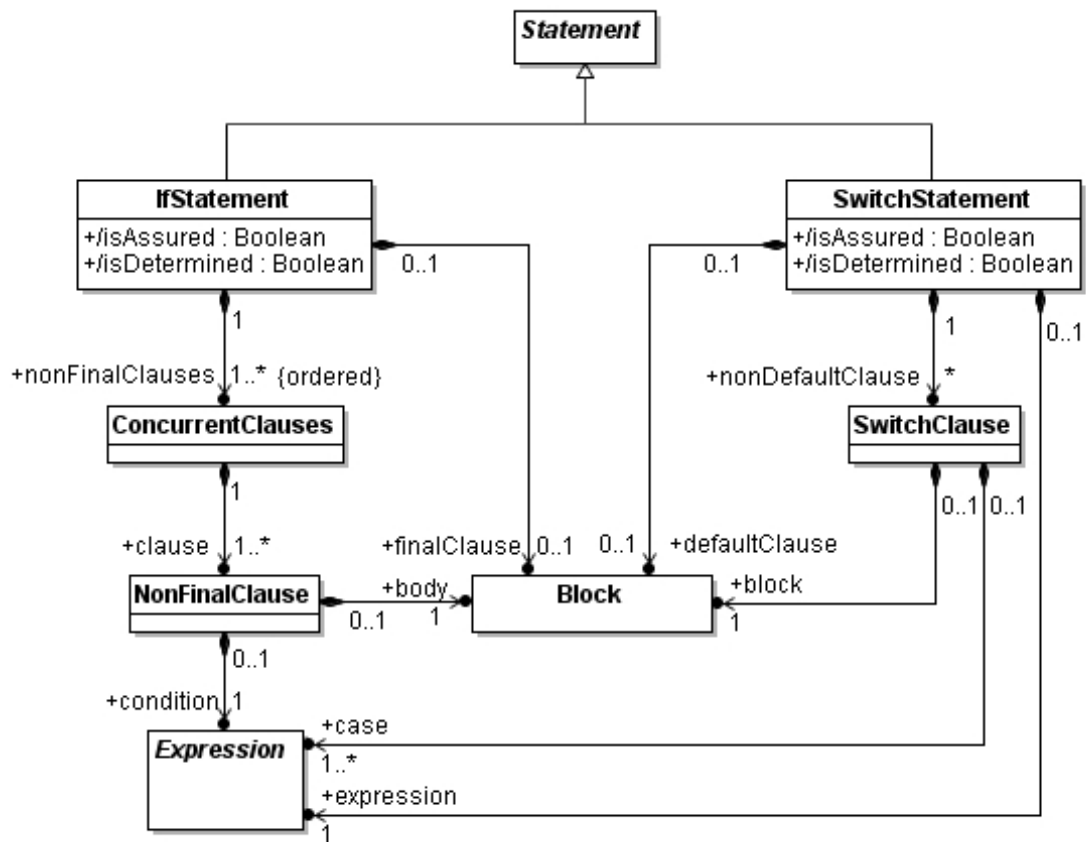 Statement
IfStatement
+/isAssured : Boolean
+/isDetermined : Boolean
SwitchStatement
+/isAssured : Boolean
+/isDetermined : Boolean
0..1
0..1
1
1
0..1
+nonFinalClauses 1..* {ordered}
+nonDefaultClause *
ConcurrentClauses
SwitchClause
1
0..1
0..1
+clause 1..*
+finalClause 0..1
0..1 +defaultClause
NonFinalClause
+body
Block
+block
0..1
1
1
0..1
+condition 1
Expression
+case
1..*
+expression
1